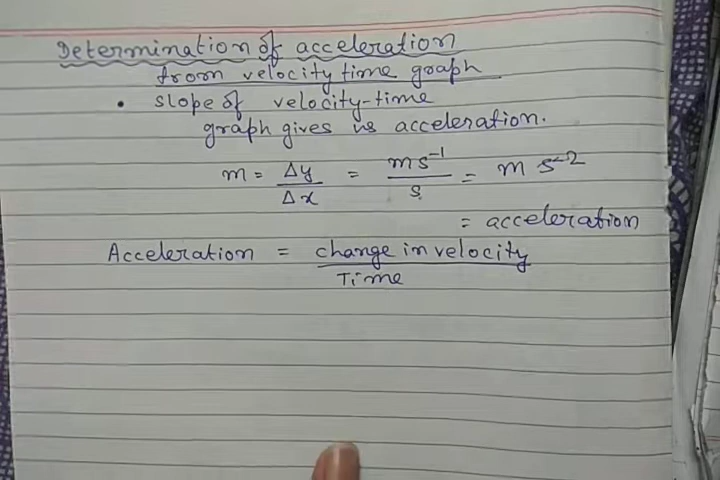 Determination of acceleration
from velocity time graph
• slope of velocity-time
graph gives us acceleration.
m = Δy/Δx = ms⁻¹/s = m s⁻²
= acceleration
Acceleration = change in velocity/Time